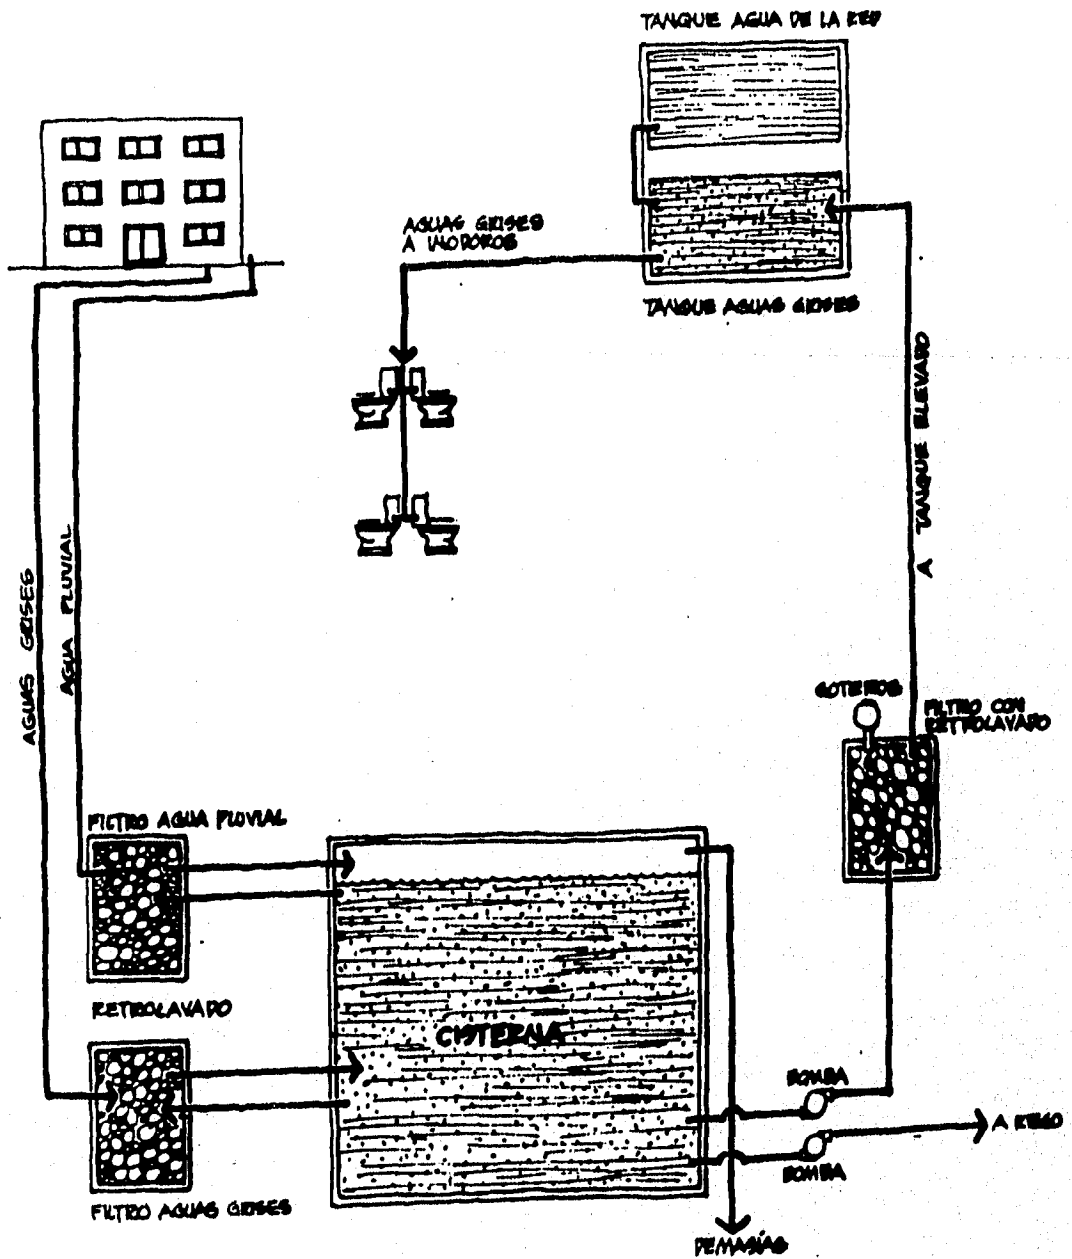 TANQUE AGUA DE LA RED
AGUAS GRISES
A INODOROS
TANQUE AGUAS GRISES
A TANQUE ELEVADO
AGUAS GRISES
AGUA PLUVIAL
GOTEROS
FILTRO CON
RETROLAVADO
FILTRO AGUA PLUVIAL
RETROLAVADO
CISTERNA
BOMBA
A RIEGO
BOMBA
FILTRO AGUAS GRISES
DEMASÍAS